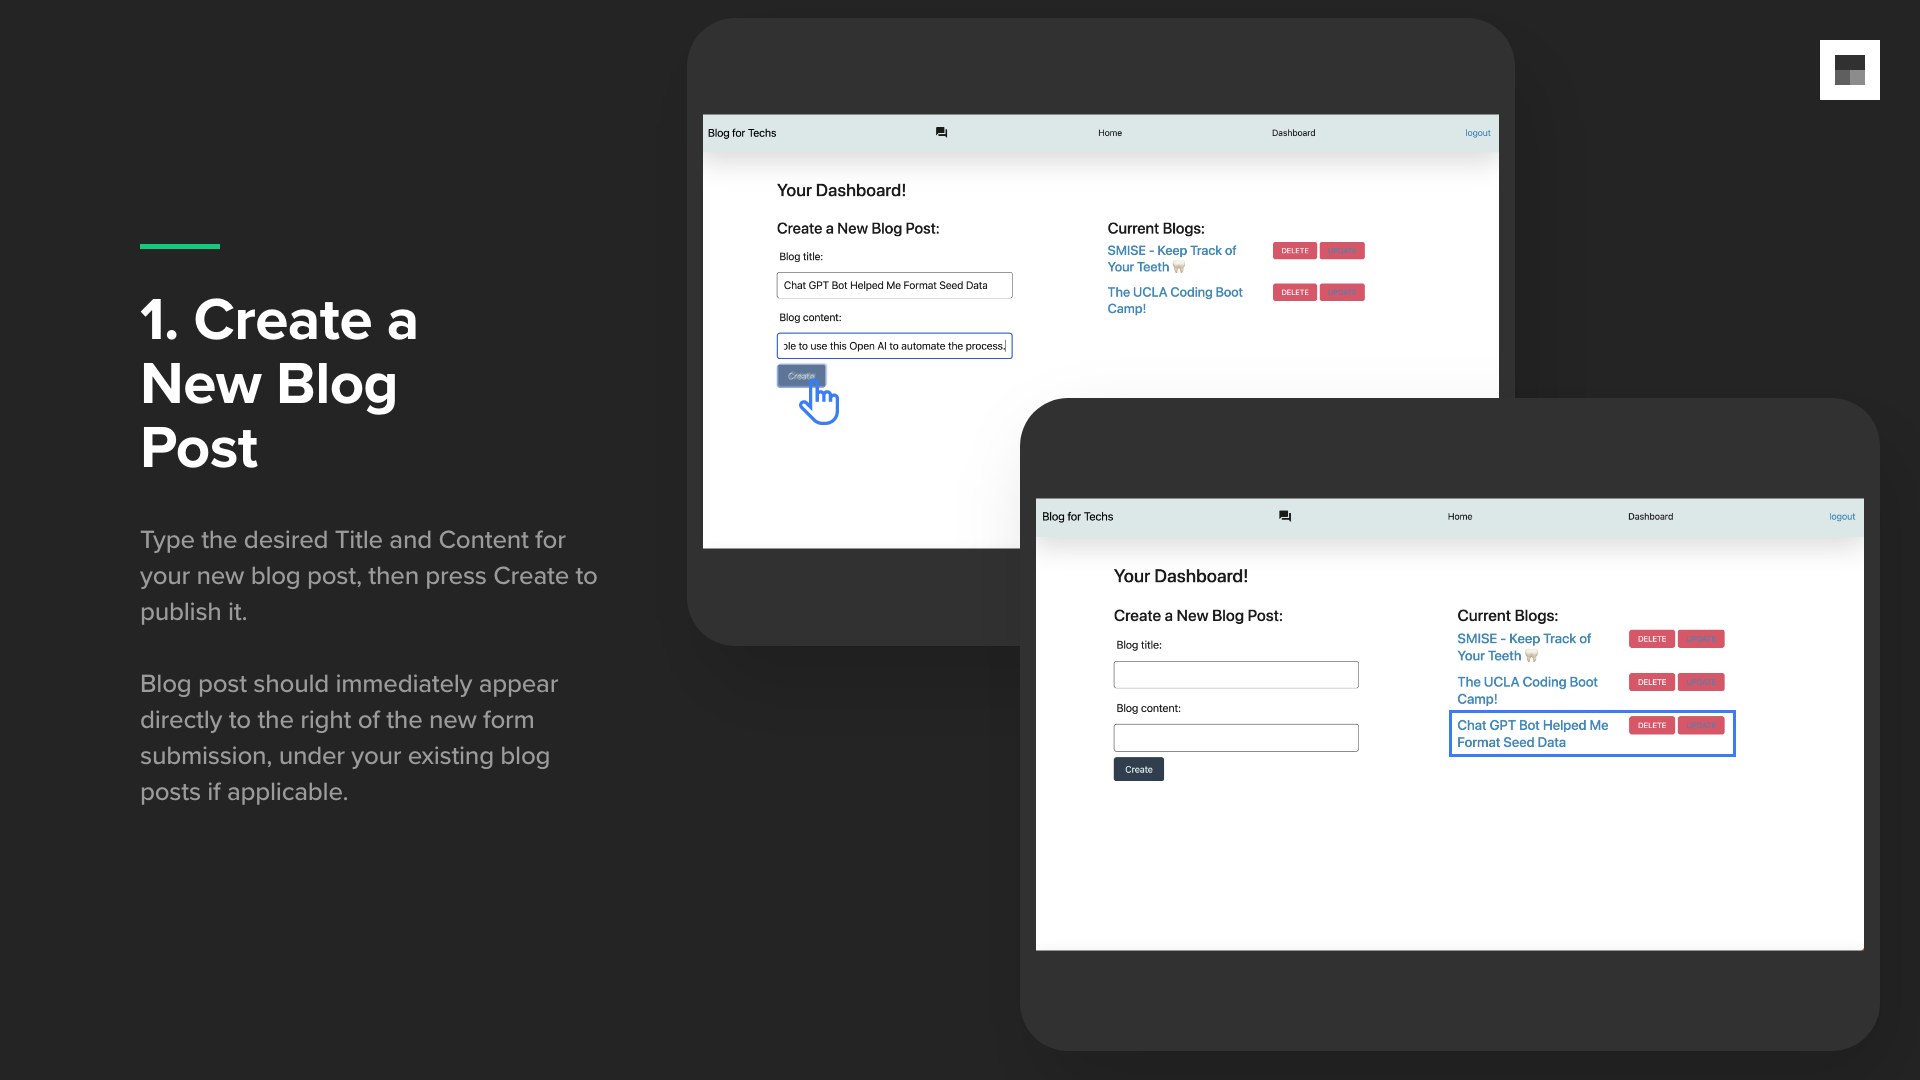 1. Create a
New Blog
Post
Type the desired Title and Content for
your new blog post, then press Create to
publish it.
Blog post should immediately appear
directly to the right of the new form
submission, under your existing blog
posts if applicable.
Blog for Techs
Home
Dashboard
logout
Your Dashboard!
Create a New Blog Post:
Blog title:
Chat GPT Bot Helped Me Format Seed Data
Blog content:
to use this Open AI to automate the process.
Create
Current Blogs:
SMISE - Keep Track of
Your Teeth 🦷
DELETE UPDATE
The UCLA Coding Boot
Camp!
DELETE UPDATE
Blog for Techs
Home
Dashboard
logout
Your Dashboard!
Create a New Blog Post:
Blog title:
Blog content:
Create
Current Blogs:
SMISE - Keep Track of
Your Teeth 🦷
DELETE UPDATE
The UCLA Coding Boot
Camp!
DELETE UPDATE
Chat GPT Bot Helped Me
Format Seed Data
DELETE UPDATE